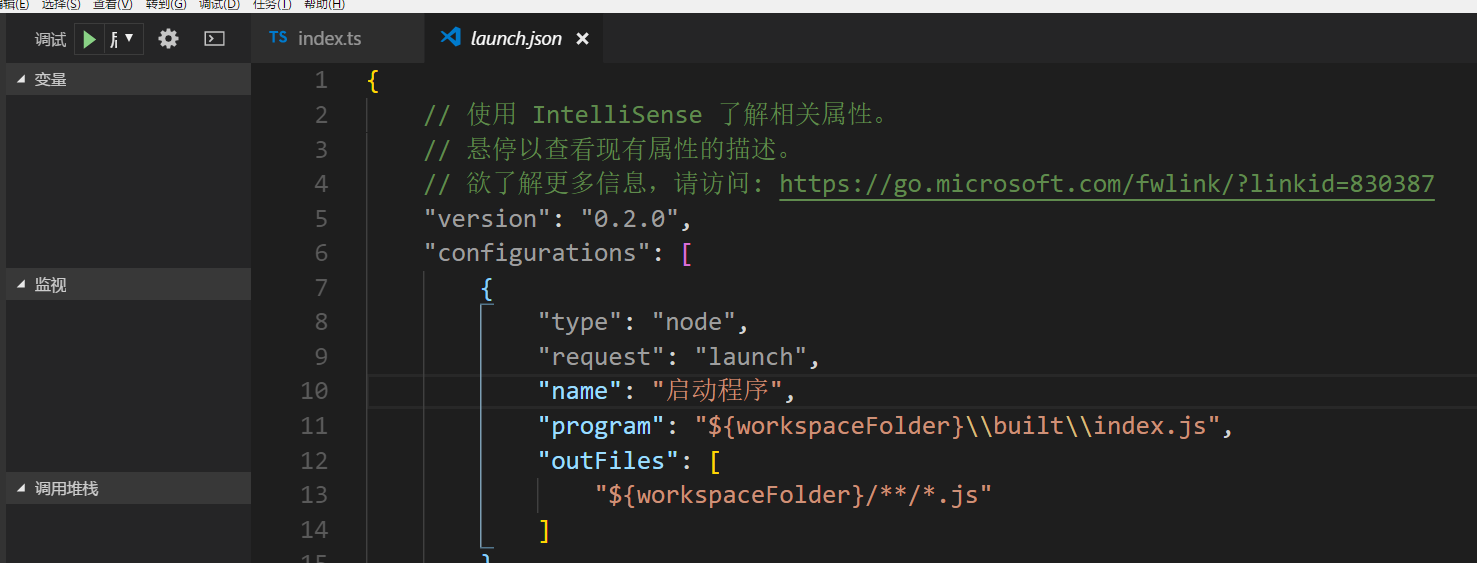 选择(S) 查看(V) 转到(G) 调试(D) 任务(T) 帮助(H)
调试
TS index.ts
launch.json
变量
监视
调用堆栈
1 {
2 // 使用 IntelliSense 了解相关属性。
3 // 悬停以查看现有属性的描述。
4 // 欲了解更多信息，请访问: https://go.microsoft.com/fwlink/?linkid=830387
5 "version": "0.2.0",
6 "configurations": [
7 {
8 "type": "node",
9 "request": "launch",
10 "name": "启动程序",
11 "program": "${workspaceFolder}\\built\\index.js",
12 "outFiles": [
13 "${workspaceFolder}/**/*.js"
14 ]